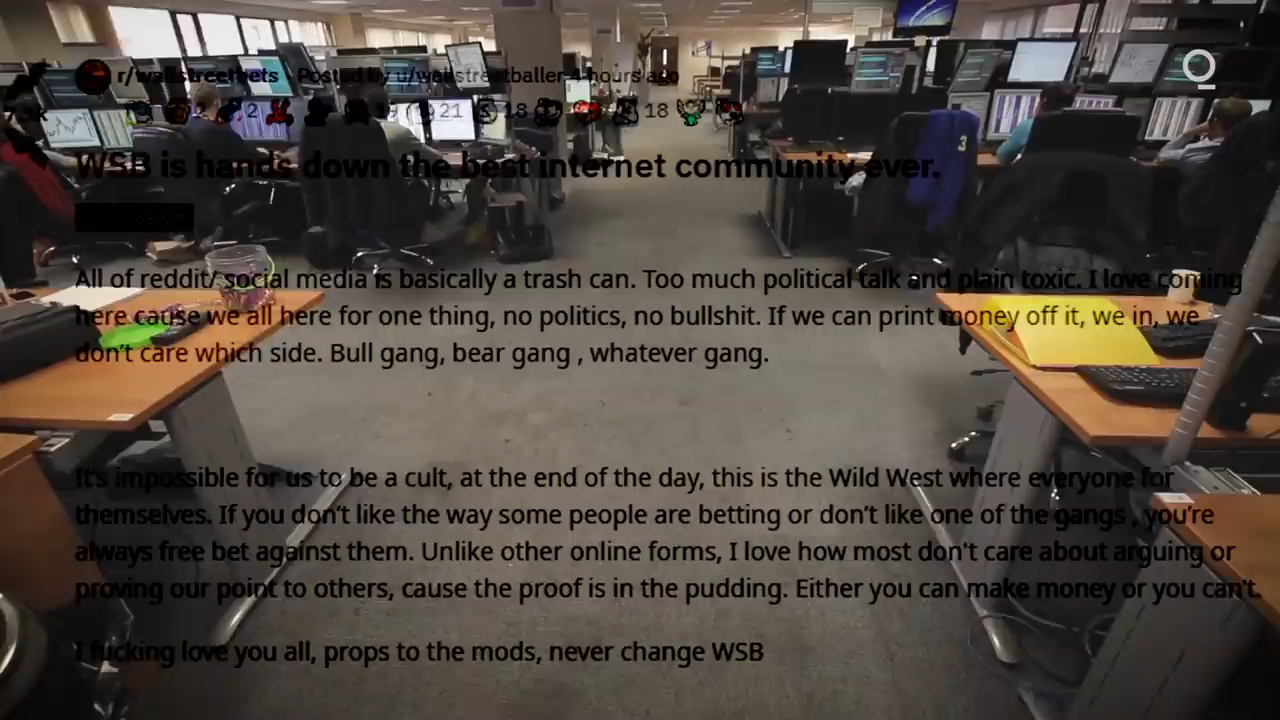 r/wallstreetbets · Posted by u/wallstreetballer 4 hours ago
2 19 21 18 18
WSB is hands down the best internet community ever.
All of reddit/ social media is basically a trash can. Too much political talk and plain toxic. I love coming
here cause we all here for one thing, no politics, no bullshit. If we can print money off it, we in, we
don't care which side. Bull gang, bear gang , whatever gang.
It's impossible for us to be a cult, at the end of the day, this is the Wild West where everyone for
themselves. If you don't like the way some people are betting or don't like one of the gangs , you're
always free bet against them. Unlike other online forms, I love how most don't care about arguing or
proving our point to others, cause the proof is in the pudding. Either you can make money or you can't.
I fucking love you all, props to the mods, never change WSB
3